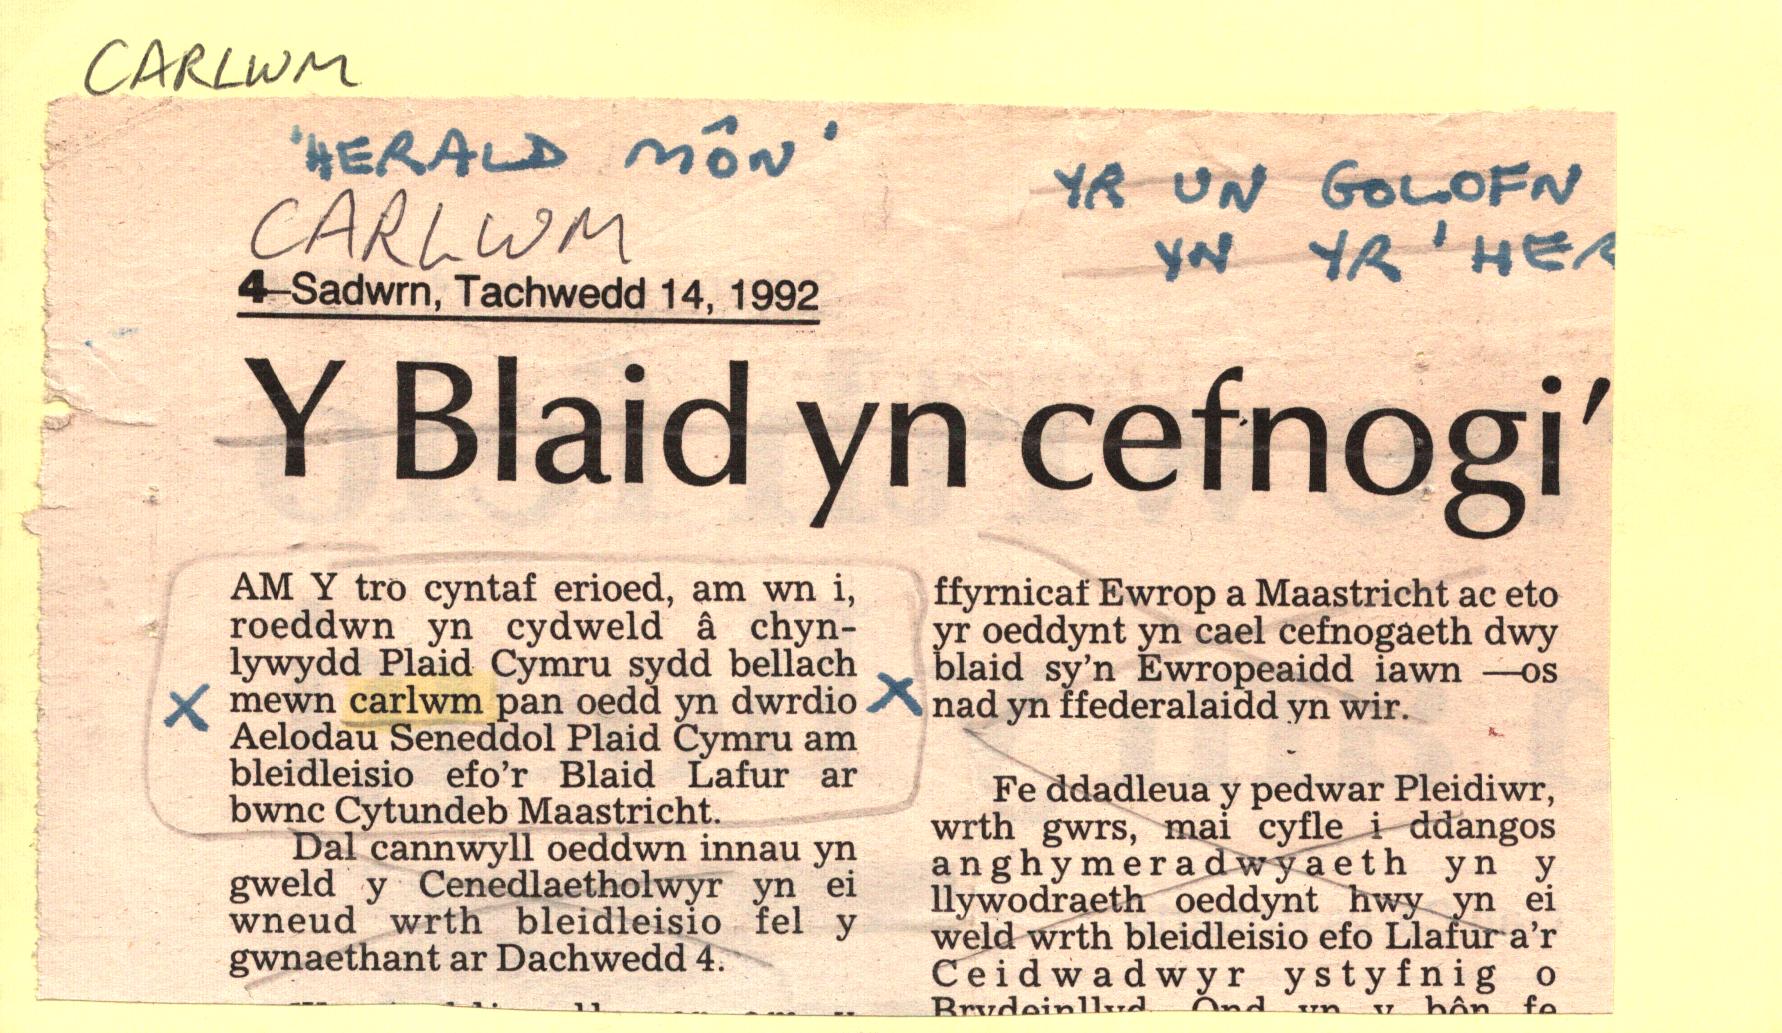 CARLWM
'HERALD MÔN'
CARLWM
YR UN GOLOFN
YN YR 'HER
4—Sadwrn, Tachwedd 14, 1992
Y Blaid yn cefnogi'
AM Y tro cyntaf erioed, am wn i,
roeddwn yn cydweld â chyn-
lywydd Plaid Cymru sydd bellach
mewn carlwm pan oedd yn dwrdio
Aelodau Seneddol Plaid Cymru am
bleidleisio efo'r Blaid Lafur ar
bwnc Cytundeb Maastricht.
Dal cannwyll oeddwn innau yn
gweld y Cenedlaetholwyr yn ei
wneud wrth bleidleisio fel y
gwnaethant ar Dachwedd 4.
ffyrnicaf Ewrop a Maastricht ac eto
yr oeddynt yn cael cefnogaeth dwy
blaid sy'n Ewropeaidd iawn —os
nad yn ffederalaidd yn wir.
Fe ddadleua y pedwar Pleidiwr,
wrth gwrs, mai cyfle i ddangos
anghymeradwyaeth yn y
llywodraeth oeddynt hwy yn ei
weld wrth bleidleisio efo Llafur a'r
Ceidwadwyr ystyfnig o
Brydeinllyd. Ond yn y bôn fe